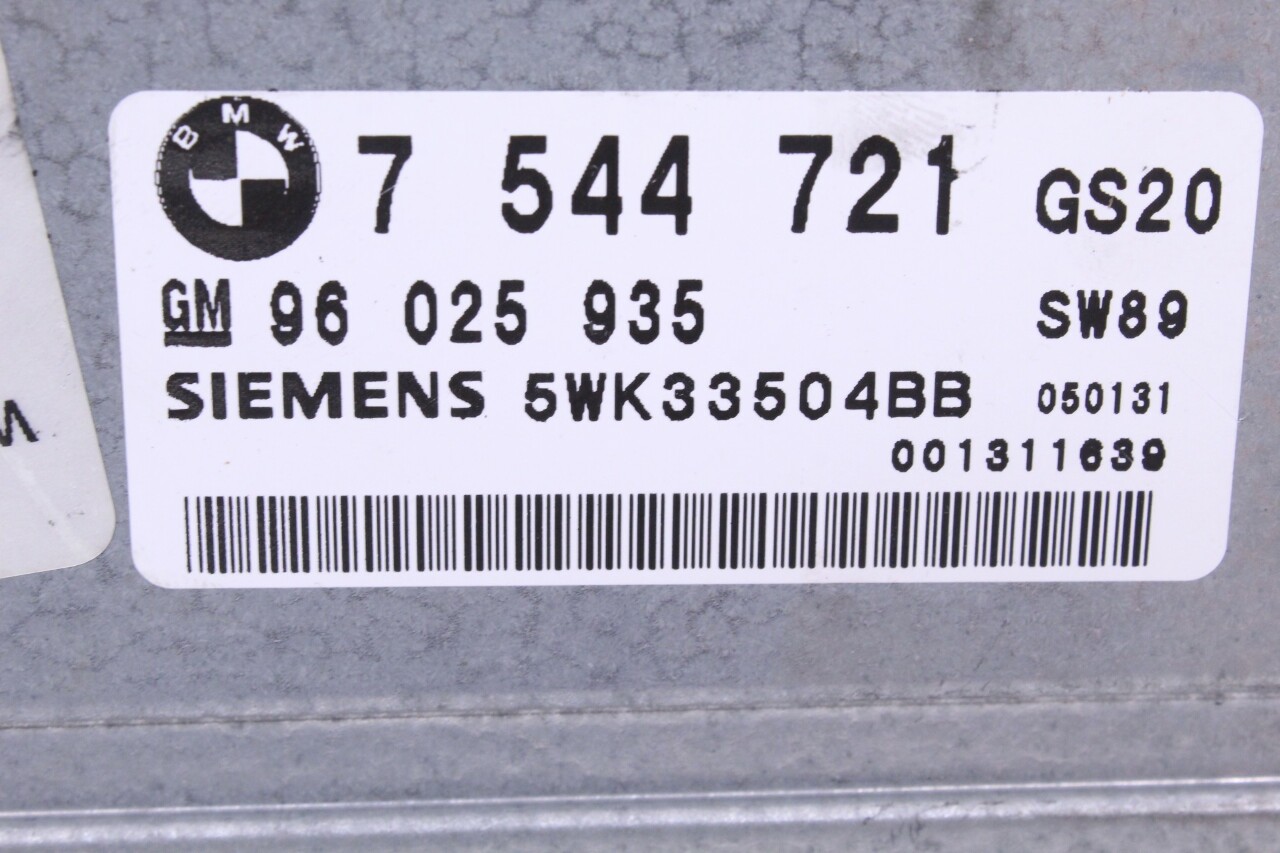 BMW 7 544 721 GS20
GM 96 025 935 SW89
SIEMENS 5WK33504BB 050131
001311639
M